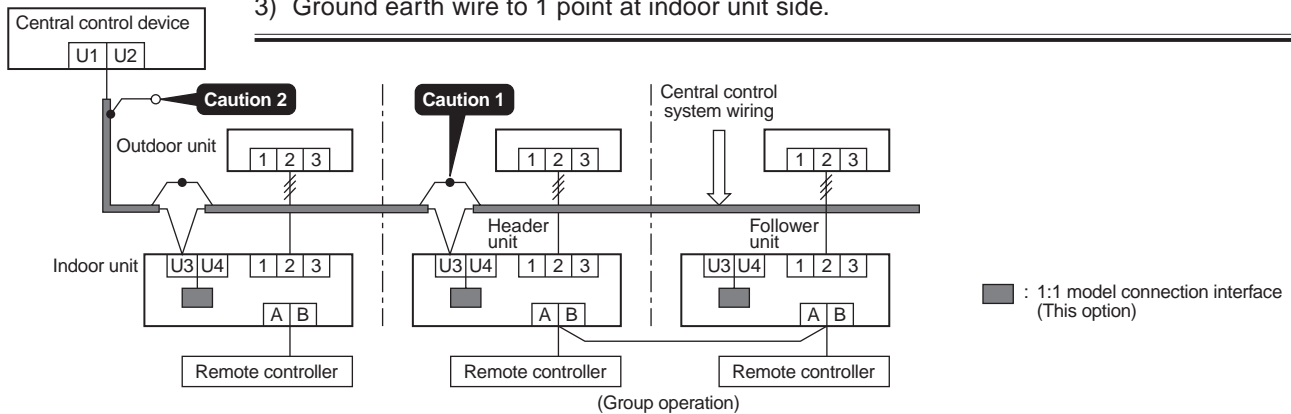 3) Ground earth wire to 1 point at indoor unit side.
Central control device
U1 U2
Caution 2
Caution 1
Central control
system wiring
Outdoor unit
1 2 3
1 2 3
1 2 3
Header
unit
Follower
unit
Indoor unit
U3 U4 1 2 3
U3 U4 1 2 3
U3 U4 1 2 3
A B
A B
A B
: 1:1 model connection interface
(This option)
Remote controller
Remote controller
Remote controller
(Group operation)